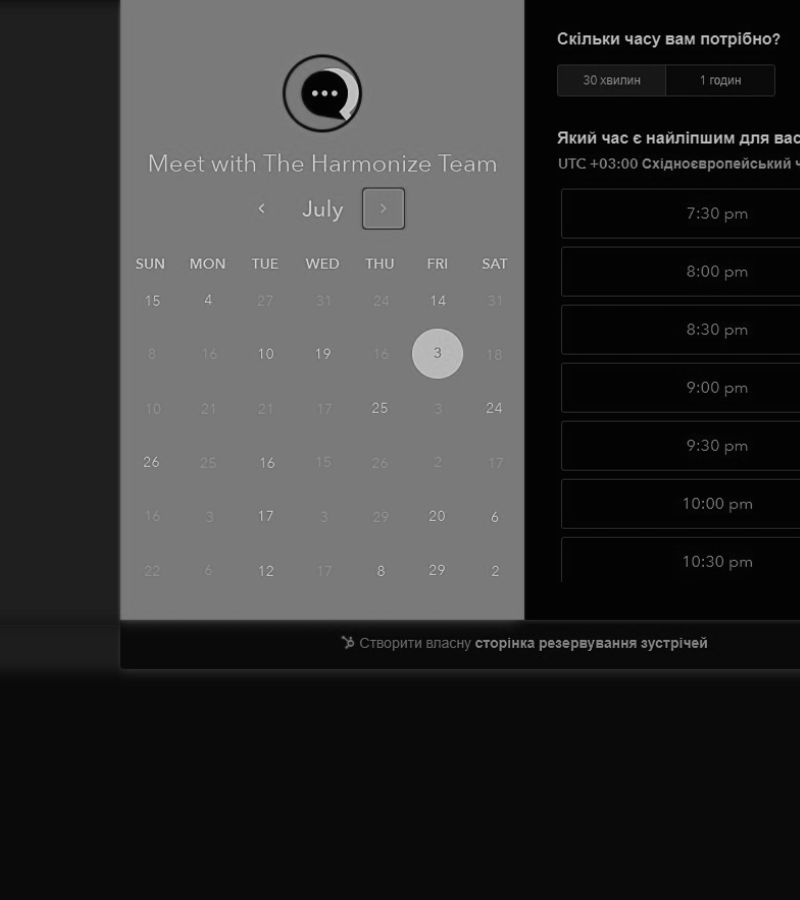 Meet with The Harmonize Team
July
SUN MON TUE WED THU FRI SAT
15 4 27 31 24 14 31
8 16 10 19 16 3 18
10 21 21 17 25 3 24
26 25 16 15 26 2 17
16 3 17 3 29 20 6
22 6 12 17 8 29 2
Скільки часу вам потрібно?
30 хвилин 1 годин
Який час є найліпшим для вас
UTC +03:00 Східноєвропейський ч
7:30 pm
8:00 pm
8:30 pm
9:00 pm
9:30 pm
10:00 pm
10:30 pm
Створити власну сторінка резервування зустрічей